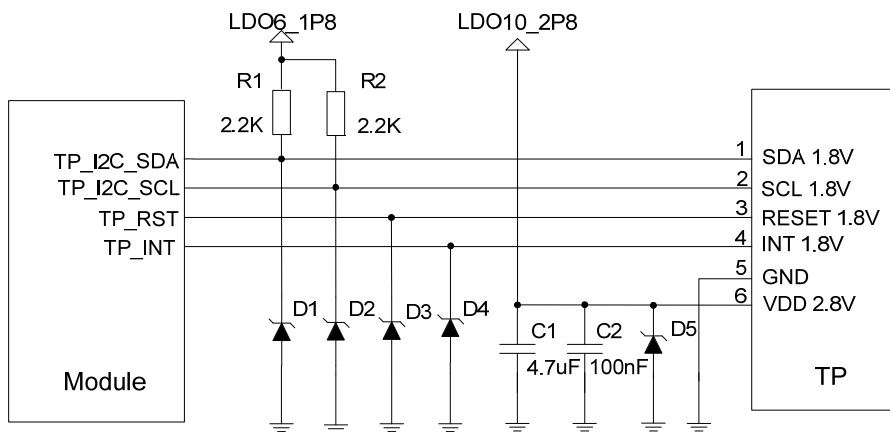 LDO6_1P8
LDO10_2P8
R1
R2
2.2K
2.2K
TP_I2C_SDA
TP_I2C_SCL
TP_RST
TP_INT
1
2
3
4
5
6
SDA 1.8V
SCL 1.8V
RESET 1.8V
INT 1.8V
GND
VDD 2.8V
D1
D2
D3
D4
C1
C2
D5
4.7uF
100nF
Module
TP